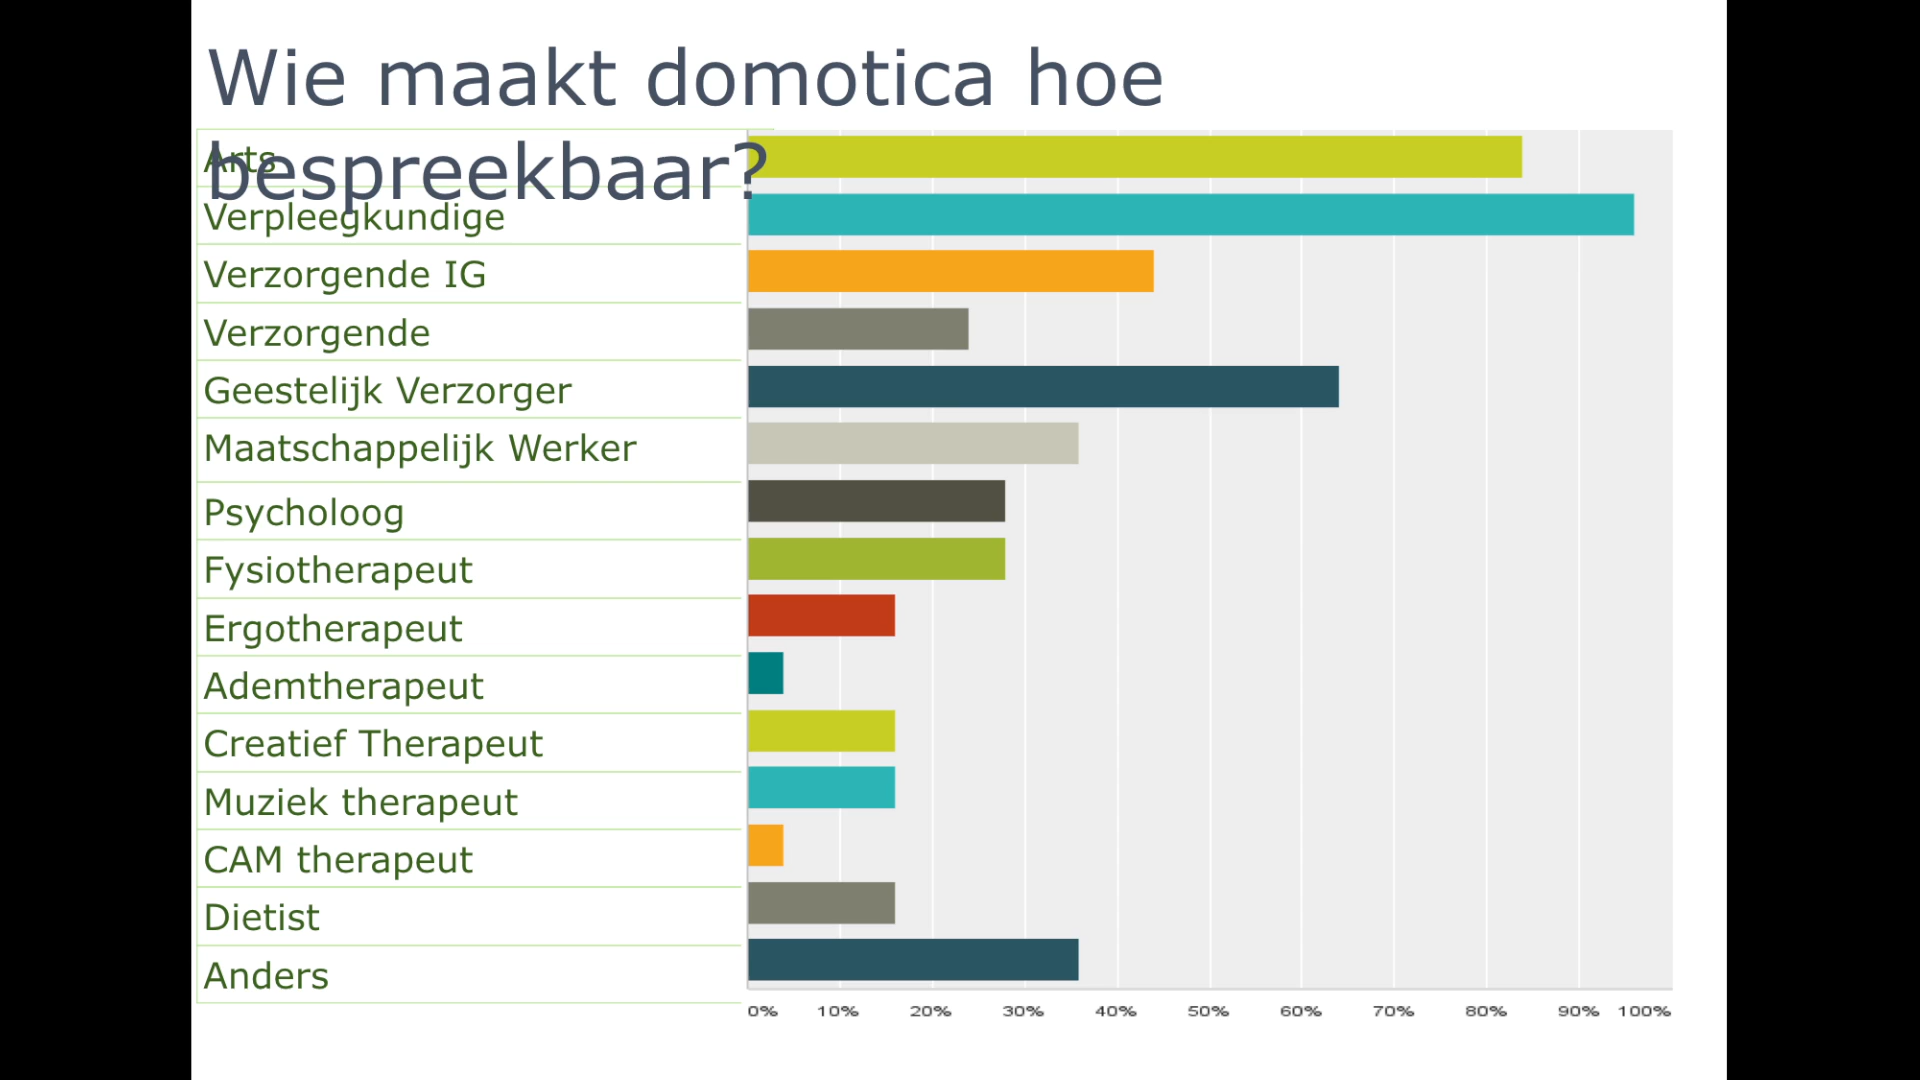 Wie maakt domotica hoe
bespreekbaar?
Arts
Verpleegkundige
Verzorgende IG
Verzorgende
Geestelijk Verzorger
Maatschappelijk Werker
Psycholoog
Fysiotherapeut
Ergotherapeut
Ademtherapeut
Creatief Therapeut
Muziek therapeut
CAM therapeut
Dietist
Anders
0% 10% 20% 30% 40% 50% 60% 70% 80% 90% 100%